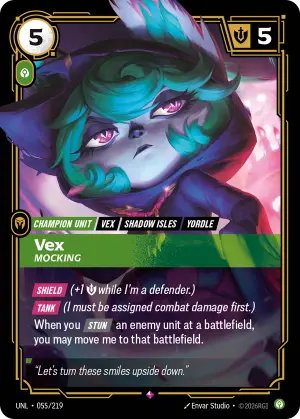 5
5
CHAMPION UNIT VEX SHADOW ISLES YORDLE
Vex
MOCKING
SHIELD (+1 while I'm a defender.)
TANK (I must be assigned combat damage first.)
When you STUN an enemy unit at a battlefield,
you may move me to that battlefield.
"Let's turn these smiles upside down."
UNL • 055/219
Envar Studio • ©2026RGI